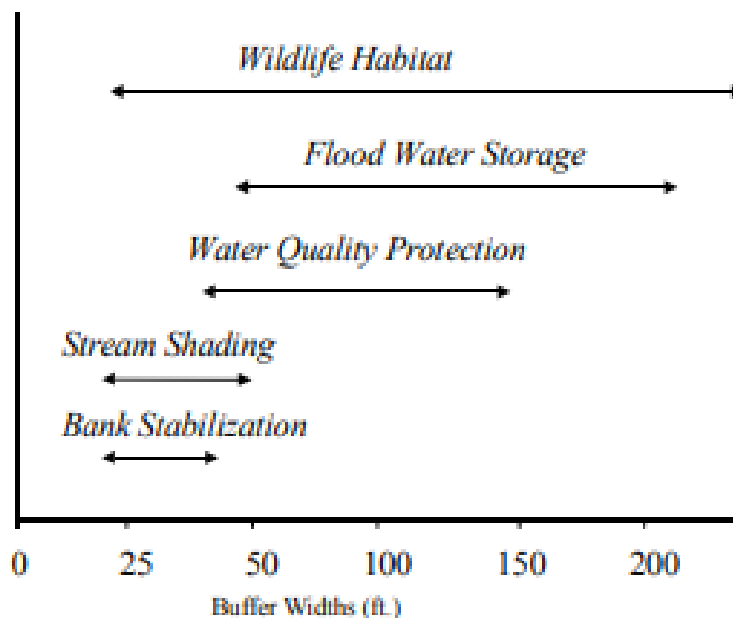 Wildlife Habitat
Flood Water Storage
Water Quality Protection
Stream Shading
Bank Stabilization
0 25 50 100 150 200
Buffer Widths (ft.)